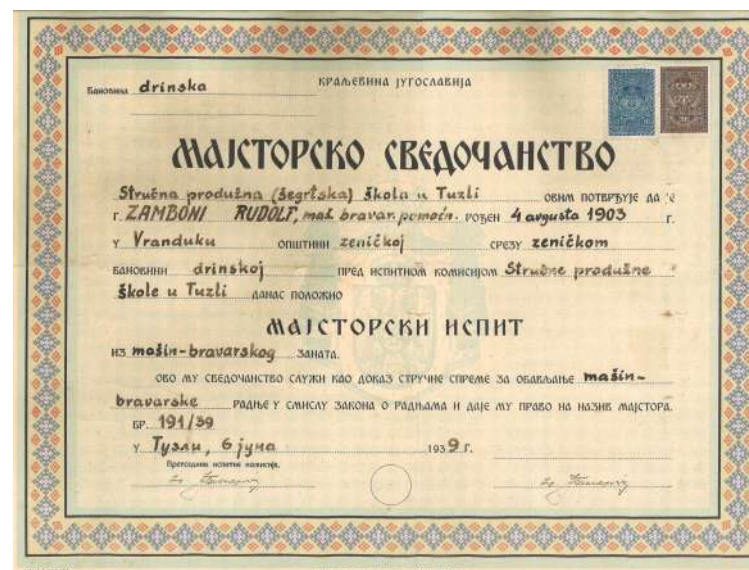 КРАЉЕВИНА ЈУГОСЛАВИЈА
Бановина drinska
МАЈСТОРСКО СВЕДОЧАНСТВО
Stručna produžna (šegrtska) škola u Tuzli ОВИМ ПОТВРЂУЈЕ ДА ЈЕ
Г. ZAMBONI RUDOLF, maš. bravar. pomoćn. РОЂЕН 4 avgusta 1903 Г.
У Vranduku ОПШТИНИ zeničkoj СРЕЗУ zeničkom
БАНОВИНИ drinskoj ПРЕД ИСПИТНОМ КОМИСИЈОМ Stručne produžne
škole u Tuzli ДАНАС ПОЛОЖИО
МАЈСТОРСКИ ИСПИТ
ИЗ mašin-bravarskog ЗАНАТА.
ОВО МУ СВЕДОЧАНСТВО СЛУЖИ КАО ДОКАЗ СТРУЧНЕ СПРЕМЕ ЗА ОБАВЉАЊЕ mašin-
bravarske РАДЊЕ У СМИСЛУ ЗАКОНА О РАДЊАМА И ДАЈЕ МУ ПРАВО НА НАЗИВ МАЈСТОРА.
БР. 191/39
У Тузли, 6 јуна 1939 Г.
Претседник испитне комисије,